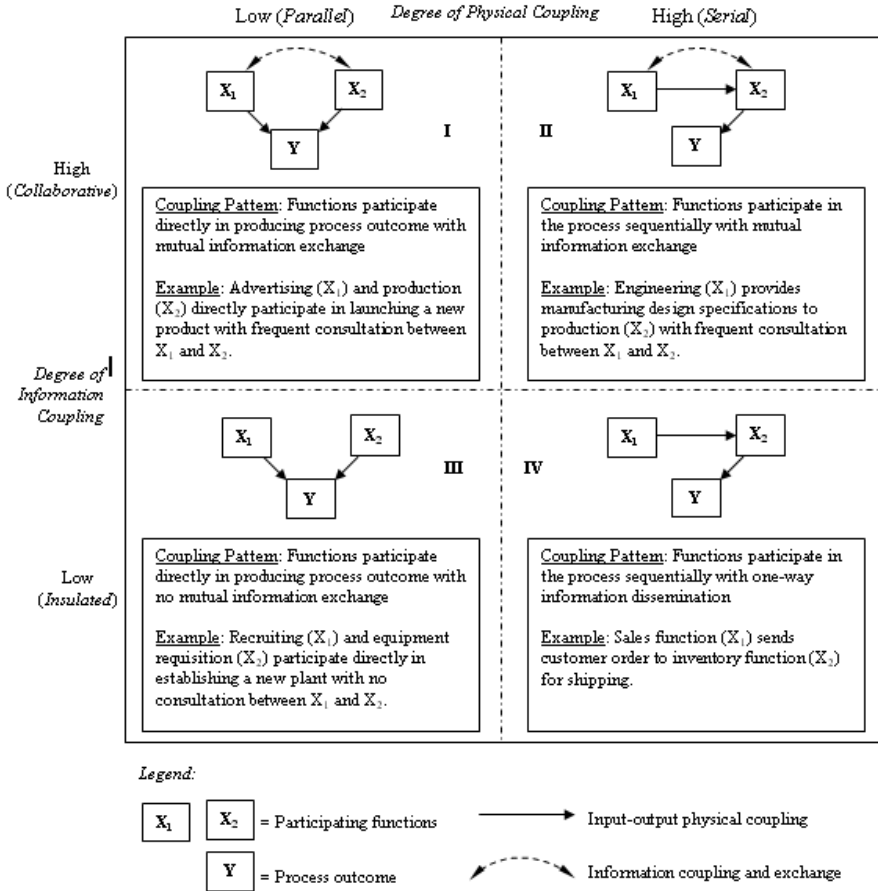 Low (Parallel)
Degree of Physical Coupling
High (Serial)
X₁
X₂
Y
I
X₁
X₂
Y
II
High
(Collaborative)
Coupling Pattern: Functions participate
directly in producing process outcome with
mutual information exchange
Example: Advertising (X₁) and production
(X₂) directly participate in launching a new
product with frequent consultation between
X₁ and X₂.
Coupling Pattern: Functions participate in
the process sequentially with mutual
information exchange
Example: Engineering (X₁) provides
manufacturing design specifications to
production (X₂) with frequent consultation
between X₁ and X₂.
Degree of
Information
Coupling
X₁
X₂
Y
III
X₁
X₂
Y
IV
Low
(Insulated)
Coupling Pattern: Functions participate
directly in producing process outcome with
no mutual information exchange
Example: Recruiting (X₁) and equipment
requisition (X₂) participate directly in
establishing a new plant with no
consultation between X₁ and X₂.
Coupling Pattern: Functions participate in
the process sequentially with one-way
information dissemination
Example: Sales function (X₁) sends
customer order to inventory function (X₂)
for shipping.
Legend:
X₁ X₂ = Participating functions
Input-output physical coupling
Y = Process outcome
Information coupling and exchange